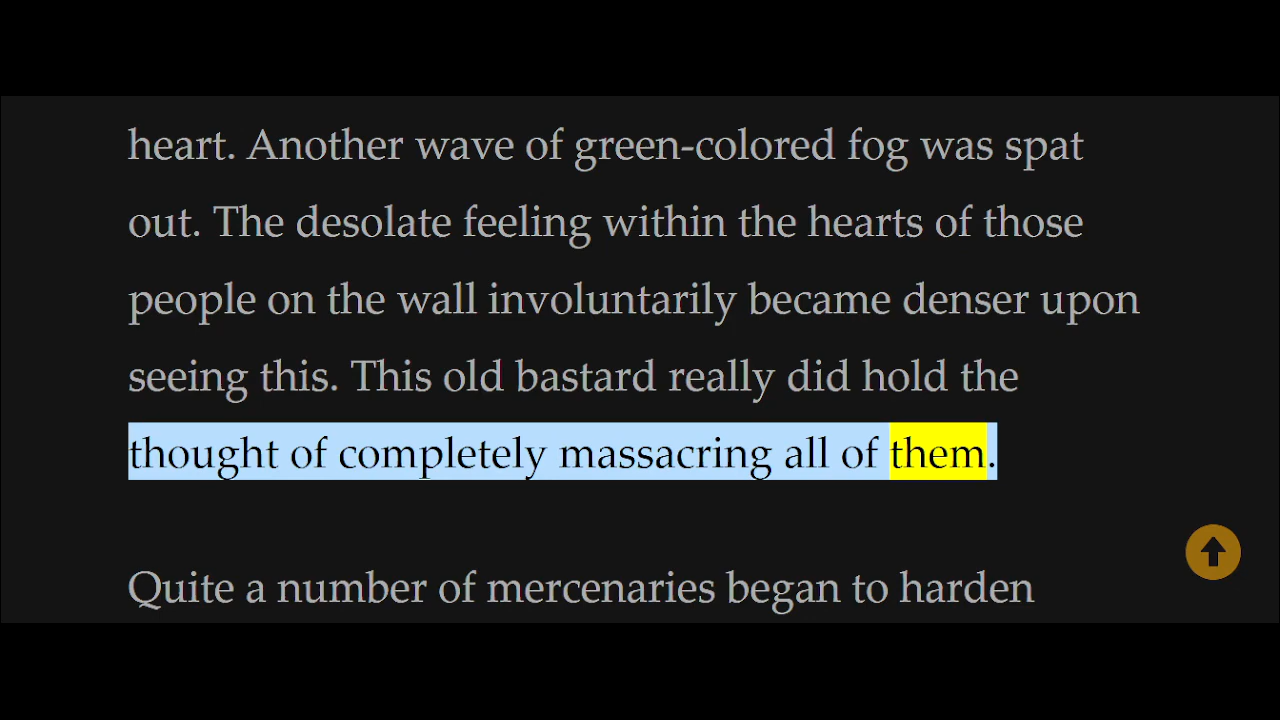 heart. Another wave of green-colored fog was spat
out. The desolate feeling within the hearts of those
people on the wall involuntarily became denser upon
seeing this. This old bastard really did hold the
thought of completely massacring all of them.
Quite a number of mercenaries began to harden